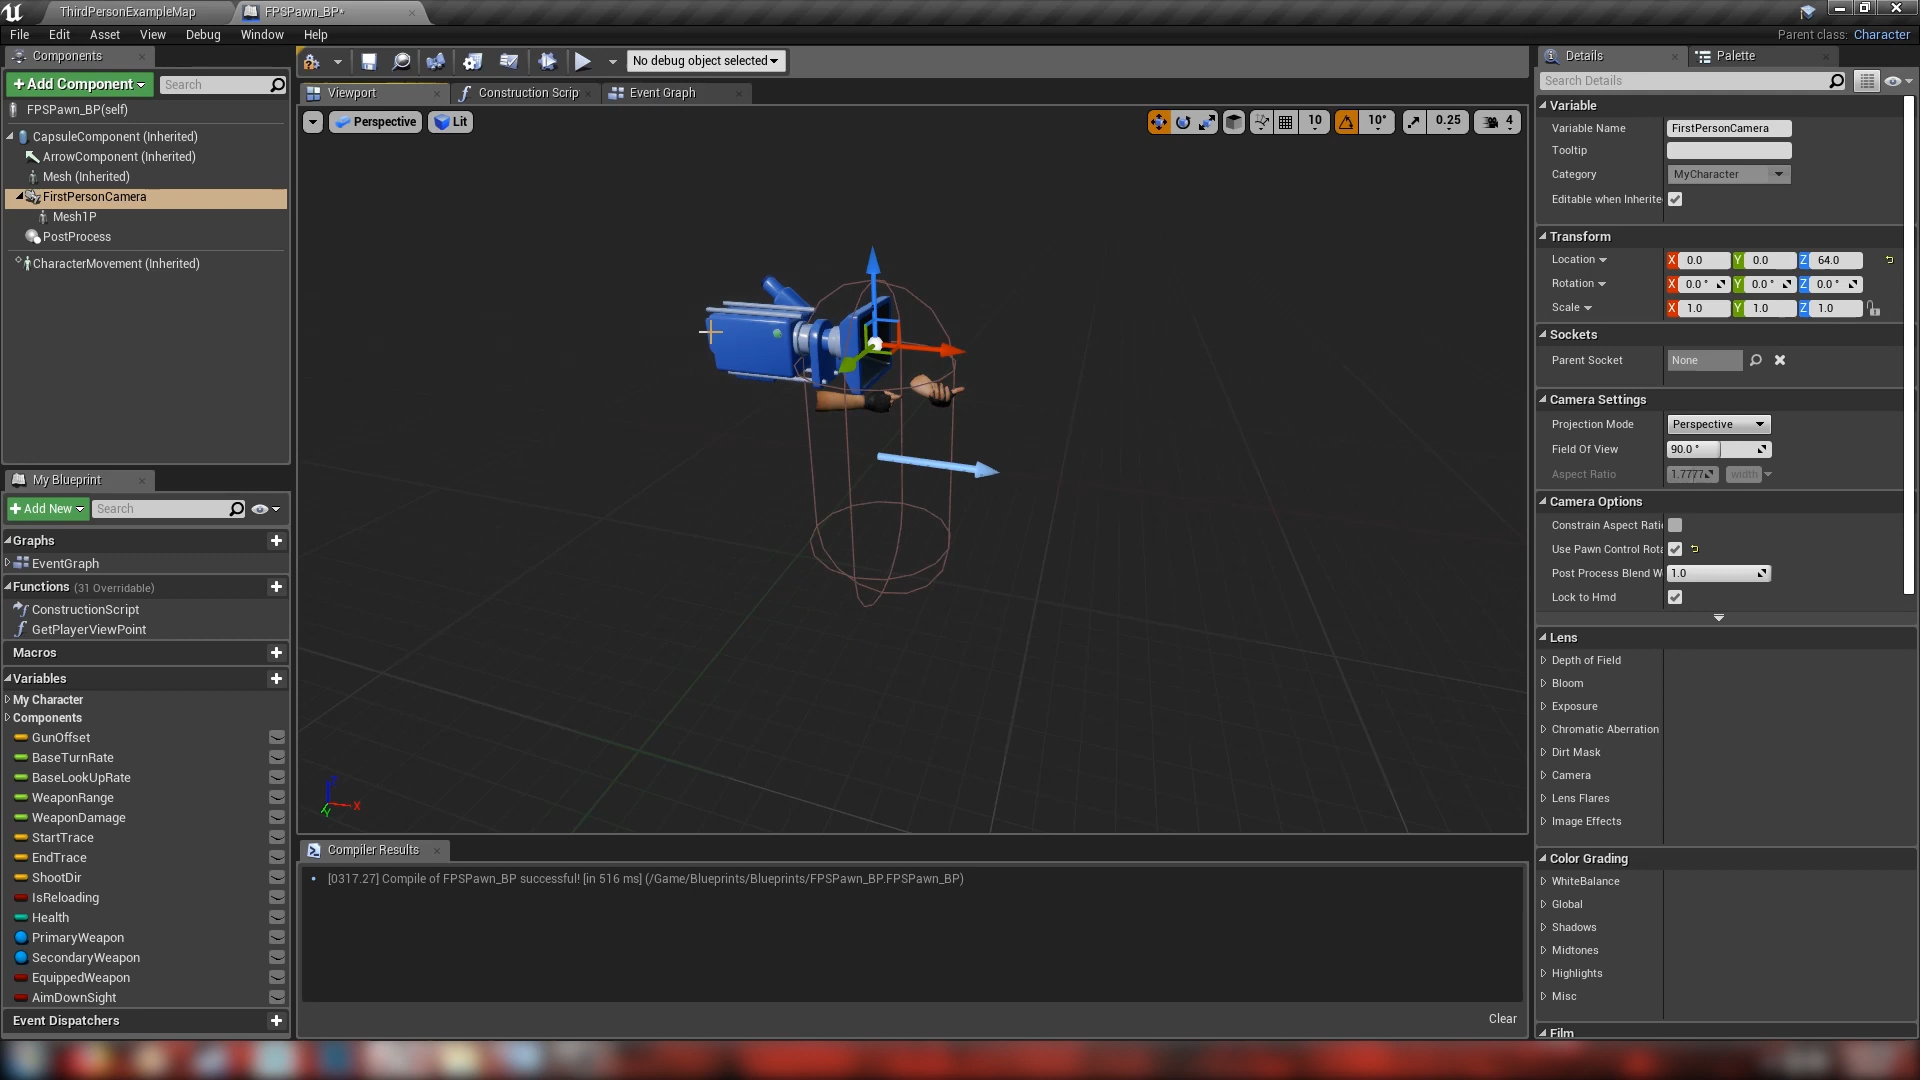 ThirdPersonExampleMap
FPSPawn_BP*
File Edit Asset View Debug Window Help
Parent class: Character
Components
+Add Component
Search
FPSPawn_BP(self)
CapsuleComponent (Inherited)
ArrowComponent (Inherited)
Mesh (Inherited)
FirstPersonCamera
Mesh1P
PostProcess
CharacterMovement (Inherited)
My Blueprint
+Add New
Search
Graphs
EventGraph
Functions (31 Overridable)
ConstructionScript
GetPlayerViewPoint
Macros
Variables
My Character
Components
GunOffset
BaseTurnRate
BaseLookUpRate
WeaponRange
WeaponDamage
StartTrace
EndTrace
ShootDir
IsReloading
Health
PrimaryWeapon
SecondaryWeapon
EquippedWeapon
AimDownSight
Event Dispatchers
No debug object selected
Viewport
Construction Scrip
Event Graph
Perspective
Lit
10
10°
0.25
4
X
Y
Compiler Results
[0317.27] Compile of FPSPawn_BP successful! [in 516 ms] (/Game/Blueprints/Blueprints/FPSPawn_BP.FPSPawn_BP)
Clear
Details
Palette
Search Details
Variable
Variable Name FirstPersonCamera
Tooltip
Category MyCharacter
Editable when Inherite
Transform
Location X 0.0 Y 0.0 Z 64.0
Rotation X 0.0 ° Y 0.0 ° Z 0.0 °
Scale X 1.0 Y 1.0 Z 1.0
Sockets
Parent Socket None
Camera Settings
Projection Mode Perspective
Field Of View 90.0 °
Aspect Ratio 1.7777 width
Camera Options
Constrain Aspect Rati
Use Pawn Control Rota
Post Process Blend W 1.0
Lock to Hmd
Lens
Depth of Field
Bloom
Exposure
Chromatic Aberration
Dirt Mask
Camera
Lens Flares
Image Effects
Color Grading
WhiteBalance
Global
Shadows
Midtones
Highlights
Misc
Film